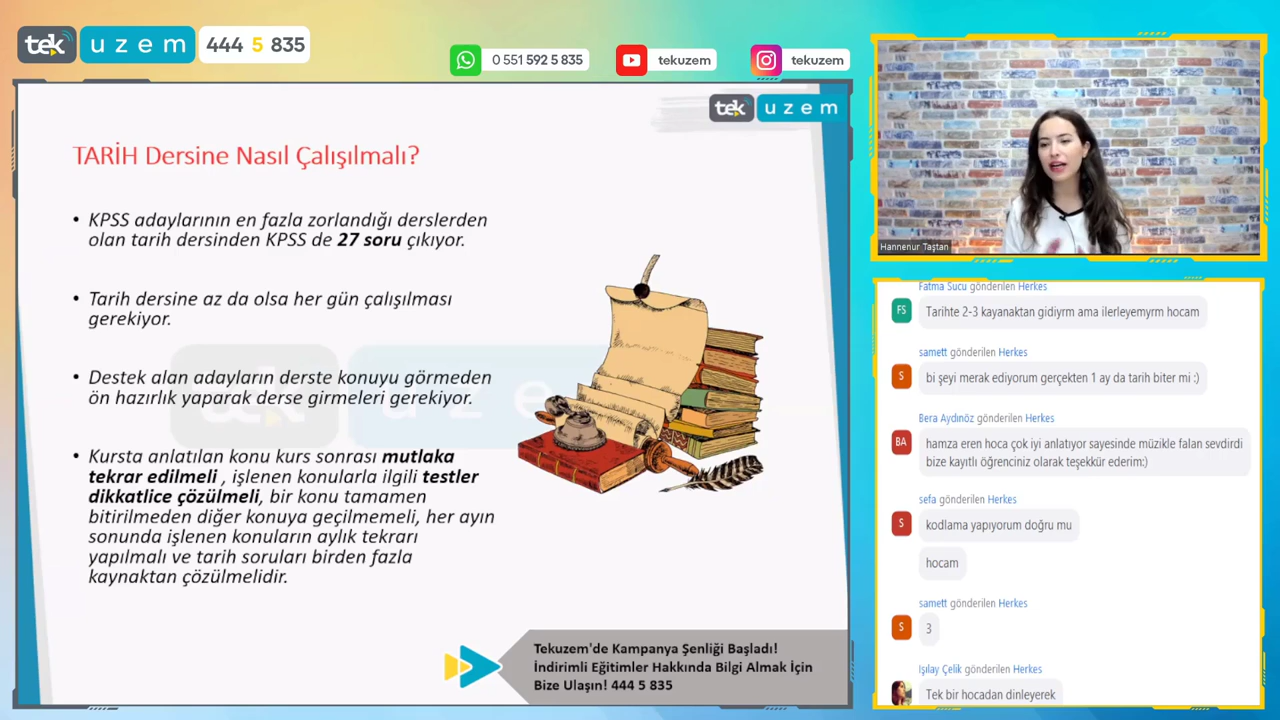 tek uzem 444 5 835
0 551 592 5 835
tekuzem
tekuzem
tek uzem
TARİH Dersine Nasıl Çalışılmalı?
• KPSS adaylarının en fazla zorlandığı derslerden
olan tarih dersinden KPSS de 27 soru çıkıyor.
• Tarih dersine az da olsa her gün çalışılması
gerekiyor.
• Destek alan adayların derste konuyu görmeden
ön hazırlık yaparak derse girmeleri gerekiyor.
• Kursta anlatılan konu kurs sonrası mutlaka
tekrar edilmeli , işlenen konularla ilgili testler
dikkatlice çözülmeli, bir konu tamamen
bitirilmeden diğer konuya geçilmemeli, her ayın
sonunda işlenen konuların aylık tekrarı
yapılmalı ve tarih soruları birden fazla
kaynaktan çözülmelidir.
Tekuzem'de Kampanya Şenliği Başladı!
İndirimli Eğitimler Hakkında Bilgi Almak İçin
Bize Ulaşın! 444 5 835
Hannenur Taştan
Fatma Sucu gönderilen Herkes
FS
Tarihte 2-3 kayanaktan gidiyrm ama ilerleyemyrm hocam
samett gönderilen Herkes
S
bi şeyi merak ediyorum gerçekten 1 ay da tarih biter mi :)
Bera Aydınöz gönderilen Herkes
BA
hamza eren hoca çok iyi anlatıyor sayesinde müzikle falan sevdirdi
bize kayıtlı öğrenciniz olarak teşekkür ederim:)
sefa gönderilen Herkes
S
kodlama yapıyorum doğru mu
hocam
samett gönderilen Herkes
S
3
Işılay Çelik gönderilen Herkes
Tek bir hocadan dinleyerek